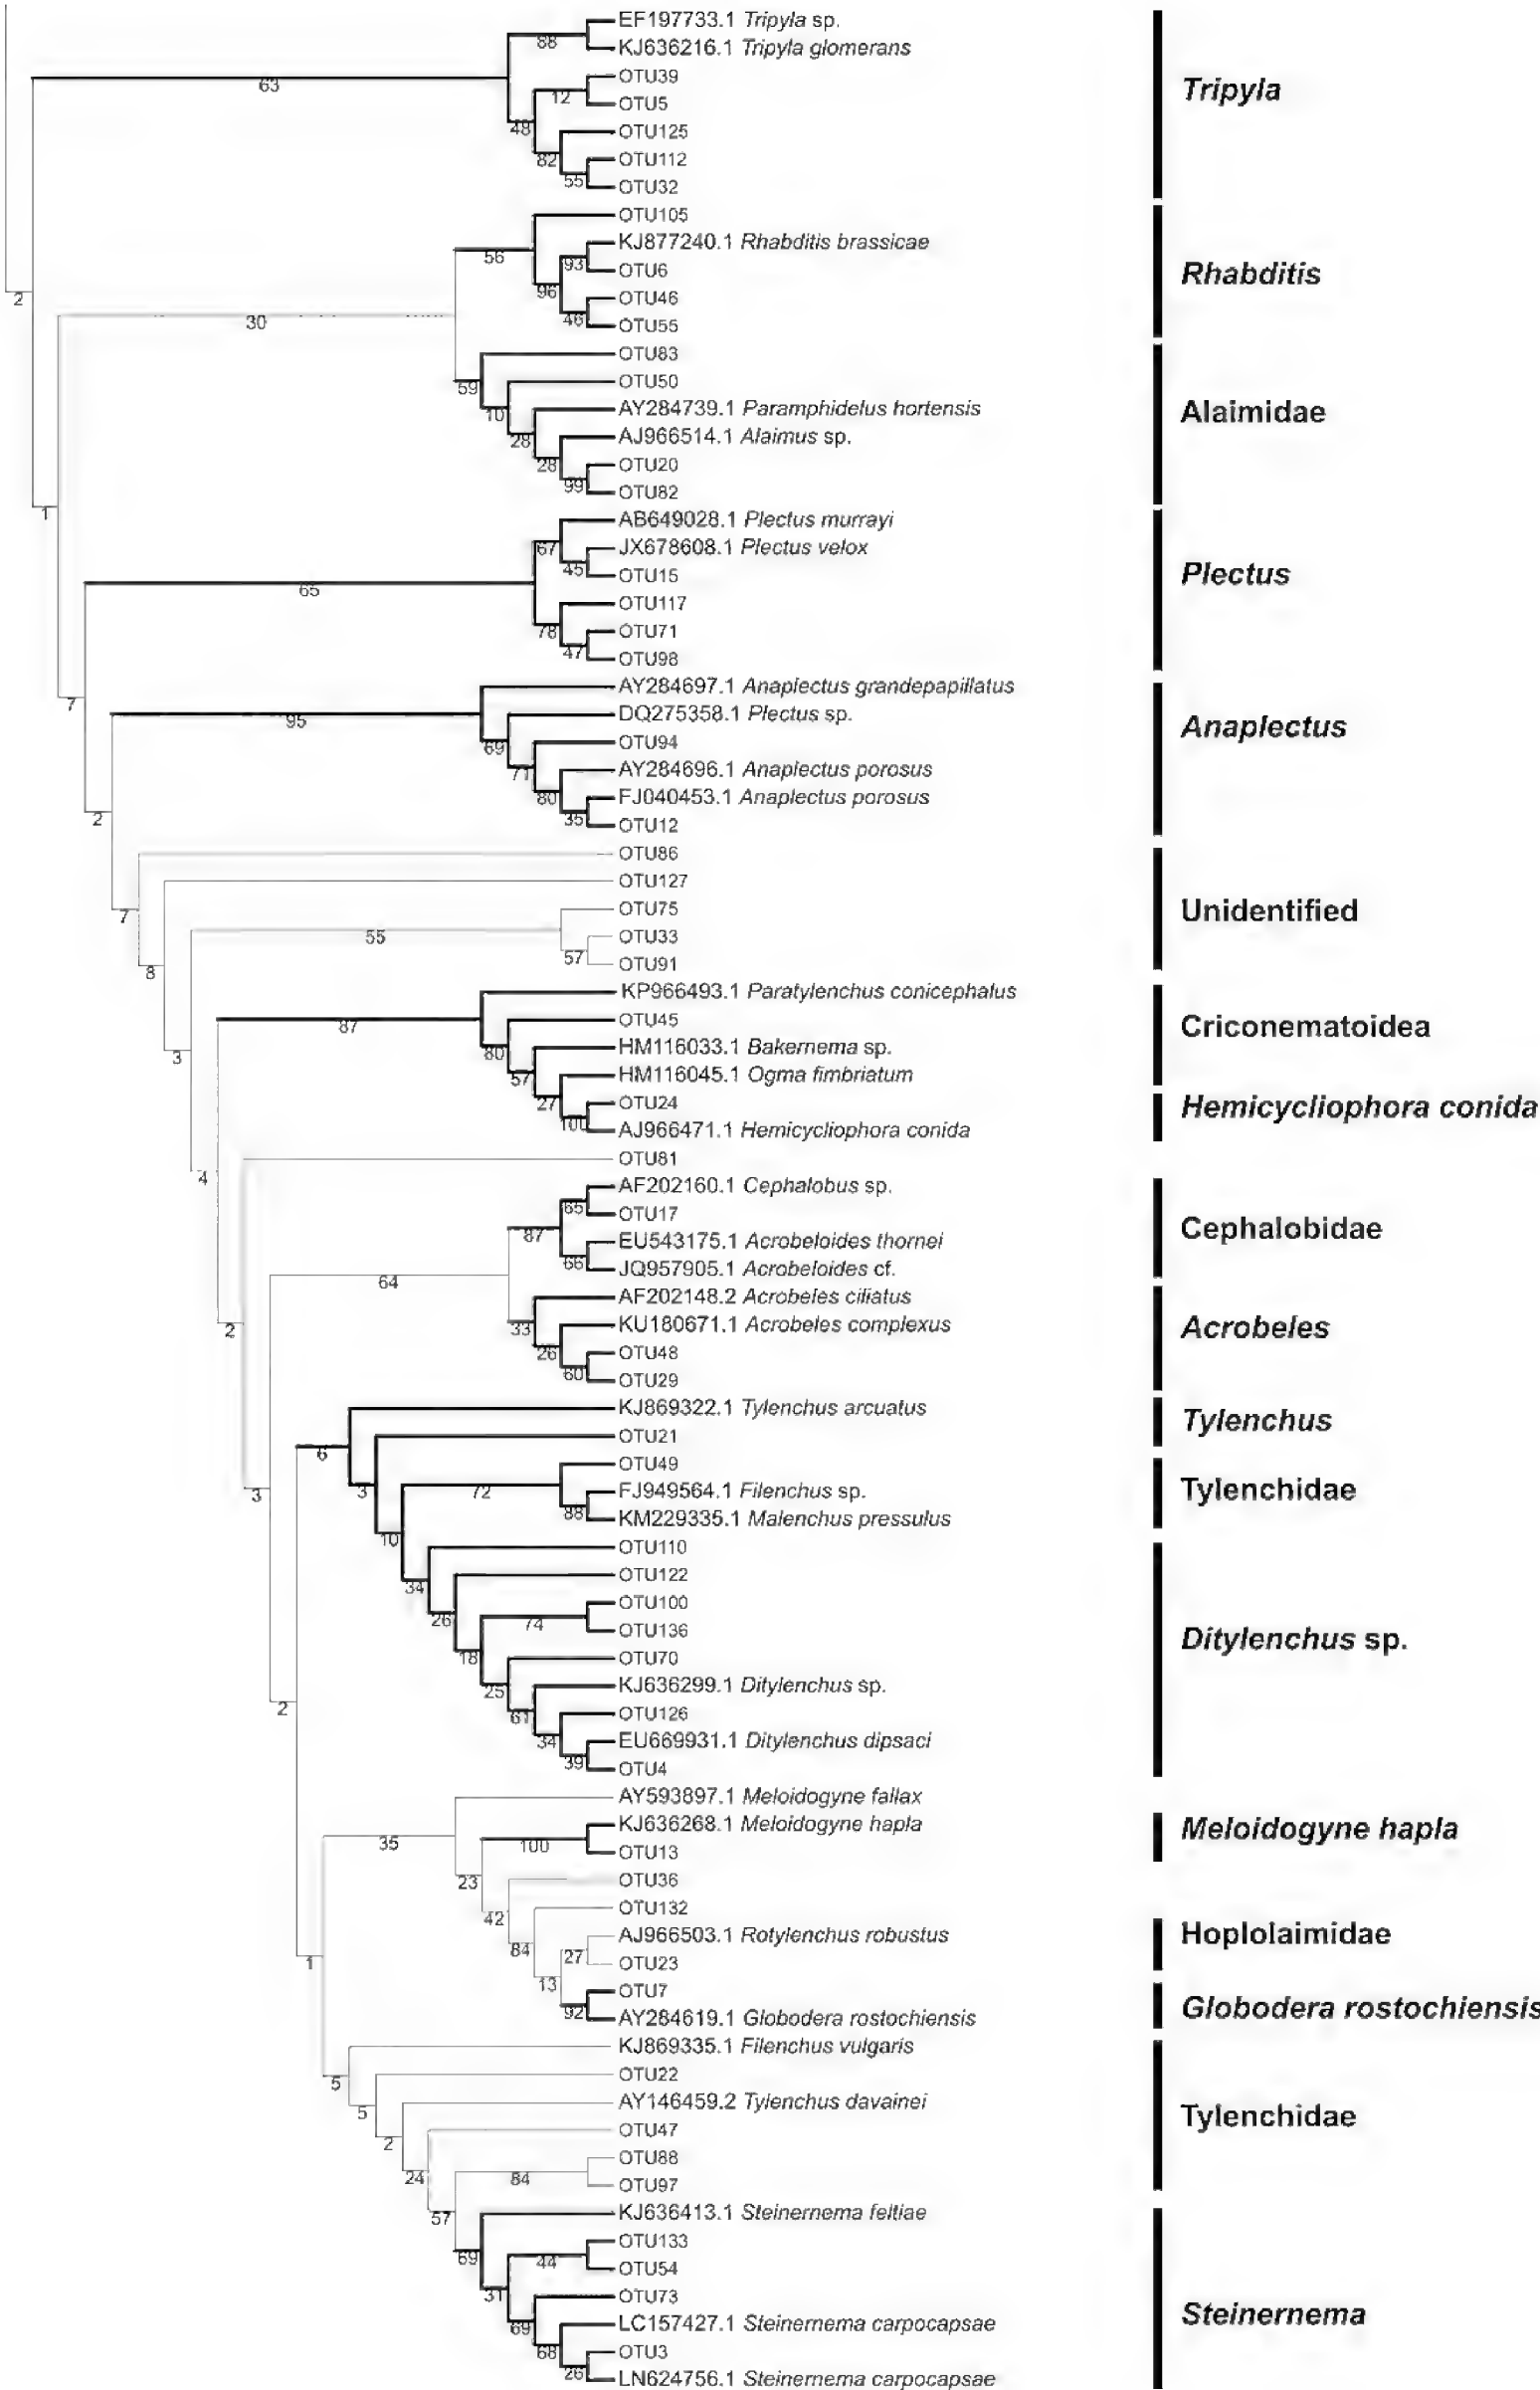 EF197733.1 Tripyla sp.
88
KJ636216.1 Tripyla glomerans
63
OTU39
Tripyla
12
OTU5
48
OTU125
82
OTU112
55
OTU32
OTU105
56
KJ877240.1 Rhabditis brassicae
93
OTU6
Rhabditis
96
2
OTU46
30
46
OTU55
OTU83
59
OTU50
10
AY284739.1 Paramphidelus hortensis
Alaimidae
28
AJ966514.1 Alaimus sp.
28
OTU20
99
OTU82
1
AB649028.1 Plectus murrayi
67
JX678608.1 Plectus velox
45
OTU15
Plectus
65
OTU117
78
OTU71
47
OTU98
AY284697.1 Anaplectus grandepapillatus
7
95
DQ275358.1 Plectus sp.
Anaplectus
69
OTU94
71
AY284696.1 Anaplectus porosus
80
FJ040453.1 Anaplectus porosus
2
35
OTU12
OTU86
OTU127
7
OTU75
Unidentified
55
OTU33
57
OTU91
8
KP966493.1 Paratylenchus conicephalus
87
OTU45
Criconematoidea
80
HM116033.1 Bakernema sp.
3
57
HM116045.1 Ogma fimbriatum
27
OTU24
Hemicycliophora conida
100
AJ966471.1 Hemicycliophora conida
OTU81
4
AF202160.1 Cephalobus sp.
65
OTU17
87
Cephalobidae
EU543175.1 Acrobeloides thornei
66
JQ957905.1 Acrobeloides cf.
64
AF202148.2 Acrobeles ciliatus
2
33
KU180671.1 Acrobeles complexus
Acrobeles
26
OTU48
60
OTU29
KJ869322.1 Tylenchus arcuatus
Tylenchus
OTU21
6
OTU49
3
3
72
FJ949564.1 Filenchus sp.
Tylenchidae
88
KM229335.1 Malenchus pressulus
10
OTU110
34
OTU122
26
OTU100
74
OTU136
Ditylenchus sp.
18
OTU70
25
KJ636299.1 Ditylenchus sp.
2
61
OTU126
34
EU669931.1 Ditylenchus dipsaci
39
OTU4
AY593897.1 Meloidogyne fallax
KJ636268.1 Meloidogyne hapla
Meloidogyne hapla
35
100
OTU13
23
OTU36
42
OTU132
84
AJ966503.1 Rotylenchus robustus
Hoplolaimidae
27
OTU23
1
13
OTU7
92
AY284619.1 Globodera rostochiensis
Globodera rostochiensis
KJ869335.1 Filenchus vulgaris
5
OTU22
5
AY146459.2 Tylenchus davainei
Tylenchidae
2
OTU47
24
OTU88
84
OTU97
57
KJ636413.1 Steinernema feltiae
69
OTU133
44
OTU54
31
OTU73
69
LC157427.1 Steinernema carpocapsae
Steinernema
68
OTU3
26
LN624756.1 Steinernema carpocapsae